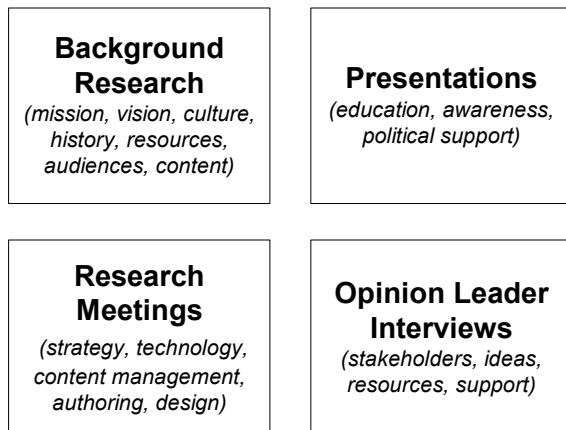 Background
Research
(mission, vision, culture,
history, resources,
audiences, content)
Presentations
(education, awareness,
political support)
Research
Meetings
(strategy, technology,
content management,
authoring, design)
Opinion Leader
Interviews
(stakeholders, ideas,
resources, support)